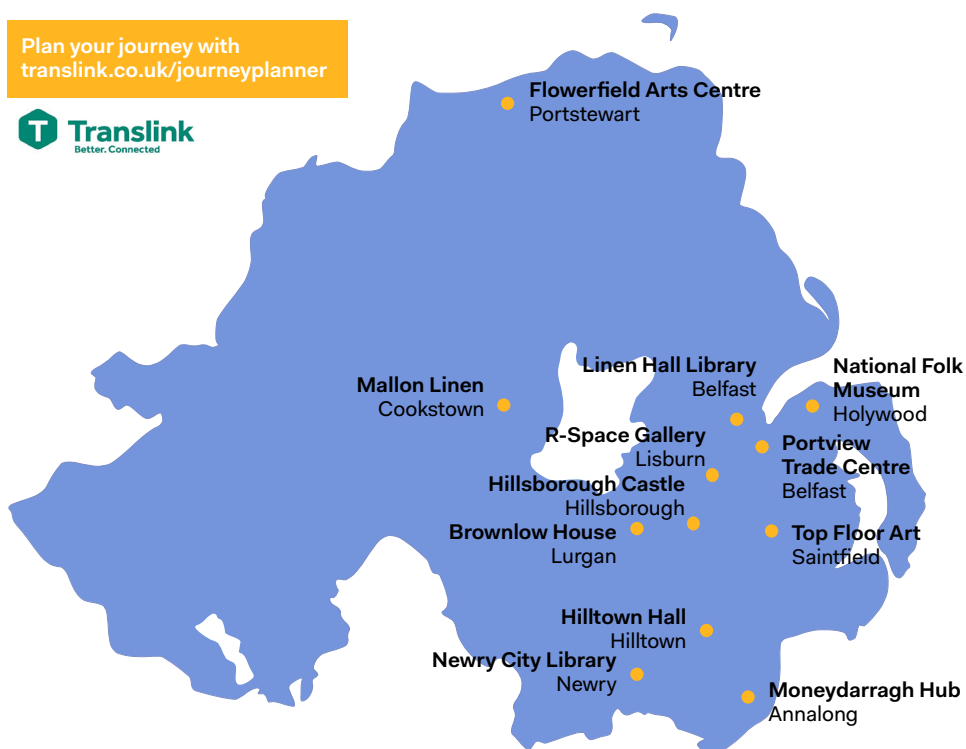 Plan your journey with
translink.co.uk/journeyplanner
T Translink
Better. Connected
Flowerfield Arts Centre
Portstewart
Mallon Linen
Cookstown
Linen Hall Library
Belfast
National Folk
Museum
Holywood
R-Space Gallery
Lisburn
Portview
Trade Centre
Belfast
Hillsborough Castle
Hillsborough
Brownlow House
Lurgan
Top Floor Art
Saintfield
Hilltown Hall
Hilltown
Newry City Library
Newry
Moneydarragh Hub
Annalong